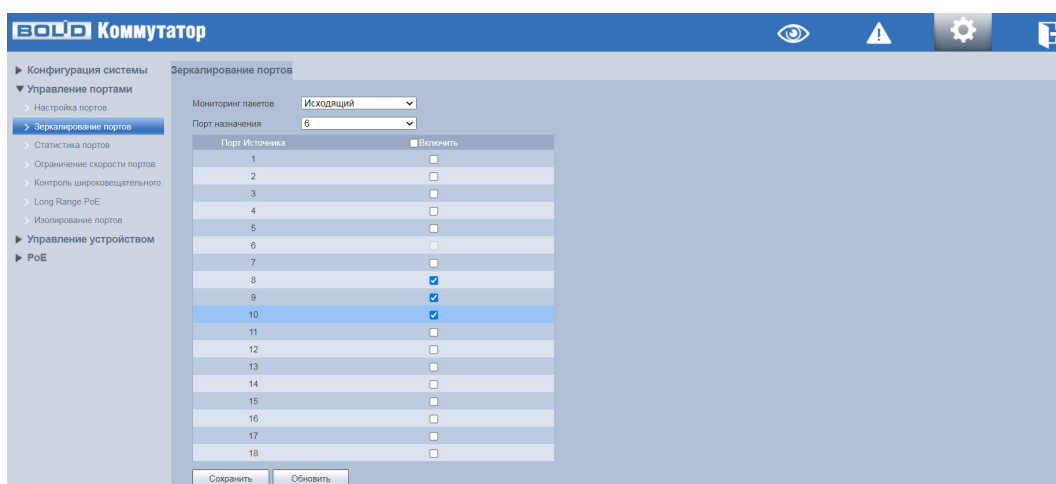 BOLID Коммутатор
Конфигурация системы
Управление портами
Настройка портов
Зеркалирование портов
Статистика портов
Ограничение скорости портов
Контроль широковещательного
Long Range PoE
Изолирование портов
Управление устройством
PoE
Зеркалирование портов
Мониторинг пакетов Исходящий
Порт назначения 6
Порт Источника Включить
1
2
3
4
5
6
7
8
9
10
11
12
13
14
15
16
17
18
Сохранить Обновить